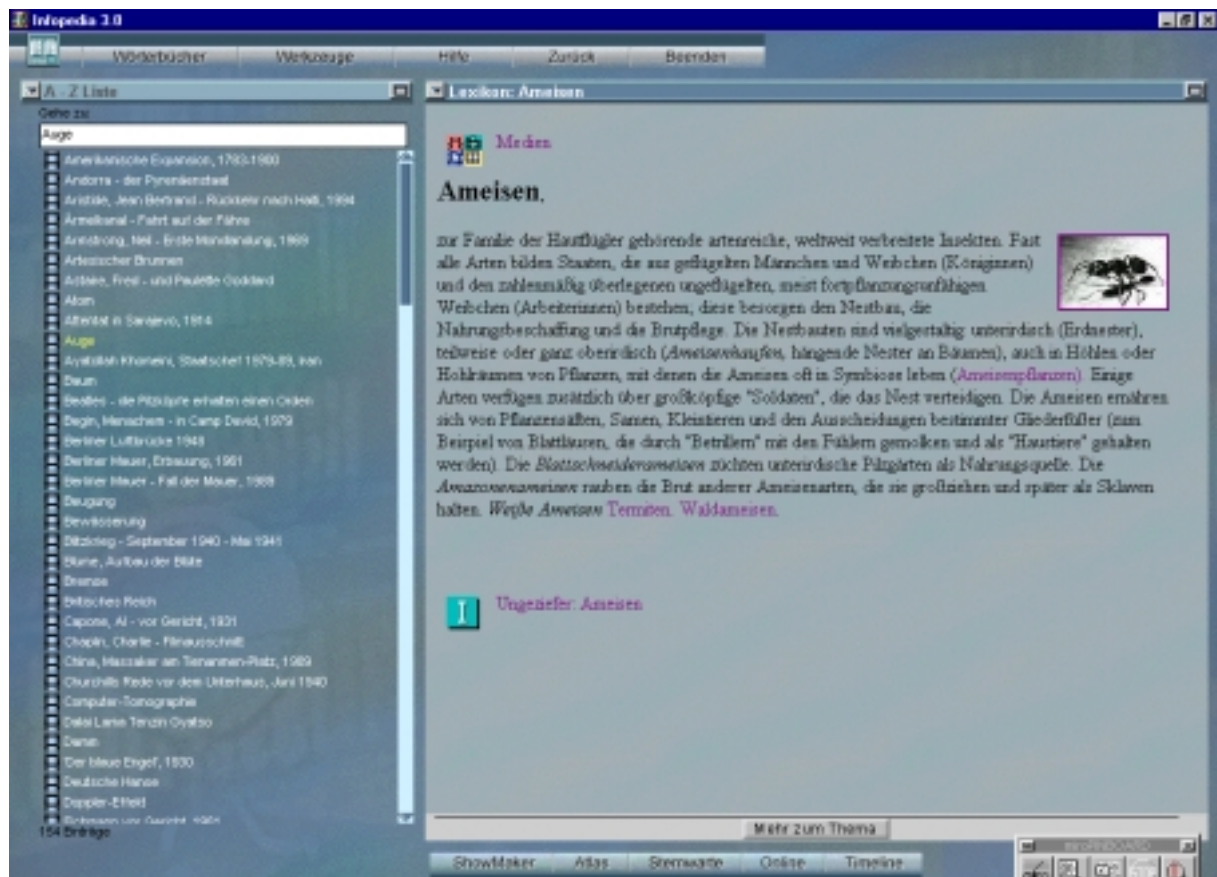 Infopedia 3.0
Wörterbücher Werkzeuge Hilfe Zurück Beenden
A - Z Liste
Gehe zu:
Auge
Amerikanische Expansion, 1783-1900
Andorra - der Pyrenäenstaat
Aristide, Jean Bertrand - Rückkehr nach Haiti, 1994
Ärmelkanal - Fahrt auf der Fähre
Armstrong, Neil - Erste Mondlandung, 1969
Artesischer Brunnen
Astaire, Fred - und Paulette Goddard
Atom
Attentat in Sarajevo, 1914
Auge
Ayatollah Khomeini, Staatschef 1979-89, Iran
Baum
Beatles - die Pilzköpfe erhalten einen Orden
Begin, Menachem - in Camp David, 1979
Berliner Luftbrücke 1948
Berliner Mauer, Erbauung, 1961
Berliner Mauer - Fall der Mauer, 1989
Beugung
Bewässerung
Blitzkrieg - September 1940 - Mai 1941
Blume, Aufbau der Blüte
Bremse
Britisches Reich
Capone, Al - vor Gericht, 1931
Chaplin, Charlie - Filmausschnitt
China, Massaker am Tienanmen-Platz, 1989
Churchills Rede vor dem Unterhaus, Juni 1940
Computer-Tomographie
Dalai Lama Tenzin Gyatso
Damm
'Der blaue Engel', 1930
Deutsche Hanse
Doppler-Effekt
Eichmann vor Gericht, 1961
154 Einträge
Lexikon: Ameisen
Medien
Ameisen,
zur Familie der Hautflügler gehörende artenreiche, weltweit verbreitete Insekten. Fast
alle Arten bilden Staaten, die aus geflügelten Männchen und Weibchen (Königinnen)
und den zahlenmäßig überlegenen ungeflügelten, meist fortpflanzungsunfähigen
Weibchen (Arbeiterinnen) bestehen, diese besorgen den Nestbau, die
Nahrungsbeschaffung und die Brutpflege. Die Nestbauten sind vielgestaltig unterirdisch (Erdnester),
teilweise oder ganz oberirdisch (Ameisenhaufen, hängende Nester an Bäumen), auch in Höhlen oder
Hohlräumen von Pflanzen, mit denen die Ameisen oft in Symbiose leben (Ameisenpflanzen). Einige
Arten verfügen zusätzlich über großköpfige "Soldaten", die das Nest verteidigen. Die Ameisen ernähren
sich von Pflanzensäften, Samen, Kleintieren und den Ausscheidungen bestimmter Gliederfüßer (zum
Beispiel von Blattläusen, die durch "Betrillern" mit den Fühlern gemolken und als "Haustiere" gehalten
werden). Die Blattschneiderameisen züchten unterirdische Pilzgärten als Nahrungsquelle. Die
Amazonenameisen rauben die Brut anderer Ameisenarten, die sie großziehen und später als Sklaven
halten. Weiße Ameisen Termiten. Waldameisen.
Ungeziefer: Ameisen
Mehr zum Thema
ShowMaker Atlas Sternwarte Online Timeline